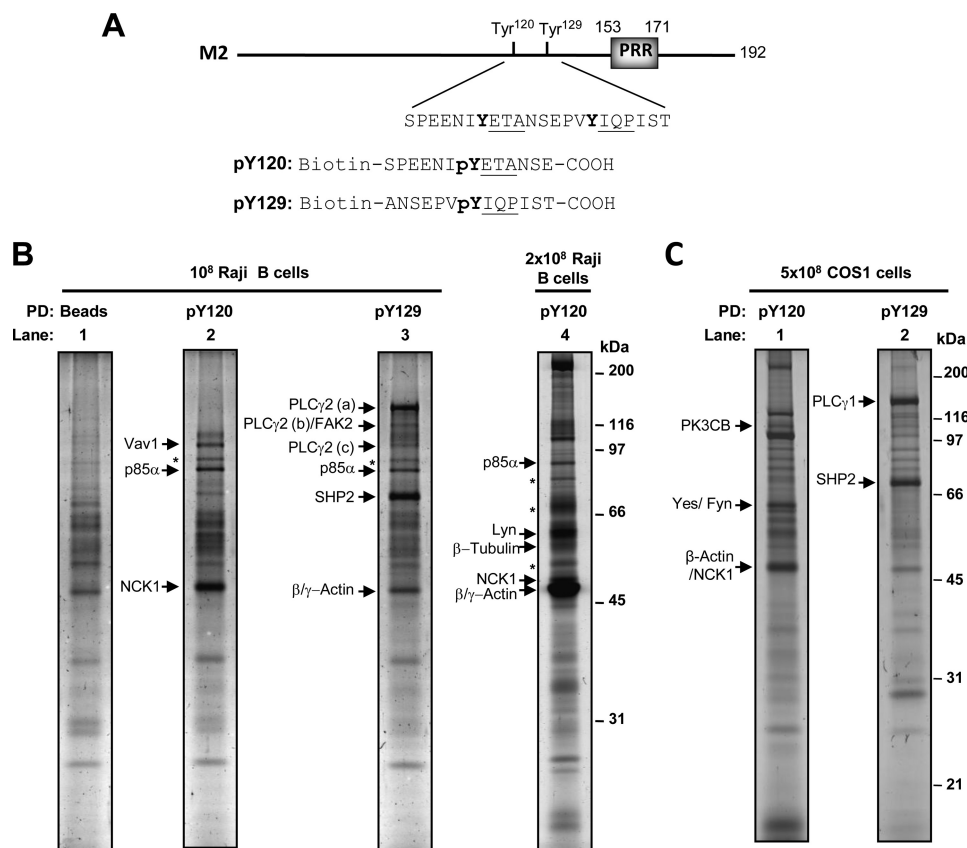 A
Tyr120 Tyr129 153 171
M2 PRR 192
SPEENIYETANSEPVYIQPIST
pY120: Biotin-SPEENIpYETANSE-COOH
pY129: Biotin-ANSEPVpYIQPIST-COOH
B
10⁸ Raji B cells
2x10⁸ Raji
B cells
PD: Beads pY120 pY129 pY120
Lane: 1 2 3 4
kDa
200
116
97
66
45
31
Vav1
*
p85α
NCK1
PLCγ2 (a)
PLCγ2 (b)/FAK2
PLCγ2 (c)
p85α *
SHP2
β/γ-Actin
p85α
*
*
Lyn
β-Tubulin
*
NCK1
β/γ-Actin
C
5x10⁸ COS1 cells
PD: pY120 pY129
Lane: 1 2
kDa
200
116
97
66
45
31
21
PK3CB
Yes/ Fyn
β-Actin
/NCK1
PLCγ1
SHP2